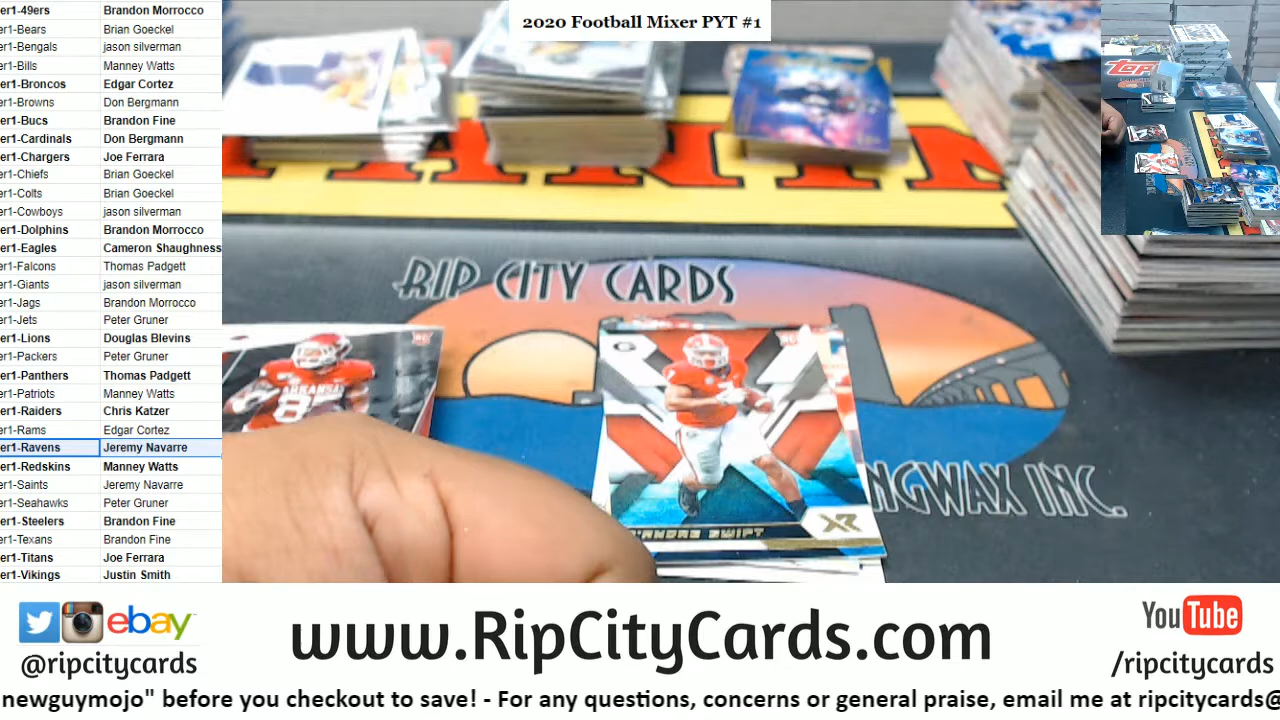 2020 Football Mixer PYT #1
er1-49ers Brandon Morrocco
er1-Bears Brian Goeckel
er1-Bengals jason silverman
er1-Bills Manney Watts
er1-Broncos Edgar Cortez
er1-Browns Don Bergmann
er1-Bucs Brandon Fine
er1-Cardinals Don Bergmann
er1-Chargers Joe Ferrara
er1-Chiefs Brian Goeckel
er1-Colts Brian Goeckel
er1-Cowboys jason silverman
er1-Dolphins Brandon Morrocco
er1-Eagles Cameron Shaughness
er1-Falcons Thomas Padgett
er1-Giants jason silverman
er1-Jags Brandon Morrocco
er1-Jets Peter Gruner
er1-Lions Douglas Blevins
er1-Packers Peter Gruner
er1-Panthers Thomas Padgett
er1-Patriots Manney Watts
er1-Raiders Chris Katzer
er1-Rams Edgar Cortez
er1-Ravens Jeremy Navarre
er1-Redskins Manney Watts
er1-Saints Jeremy Navarre
er1-Seahawks Peter Gruner
er1-Steelers Brandon Fine
er1-Texans Brandon Fine
er1-Titans Joe Ferrara
er1-Vikings Justin Smith
RIP CITY CARDS
NGWAX INC.
ARKANSAS
G
RC
SWIFT
XR
ebay
@ripcitycards
www.RipCityCards.com
YouTube
/ripcitycards
newguymojo" before you checkout to save! - For any questions, concerns or general praise, email me at ripcitycards@